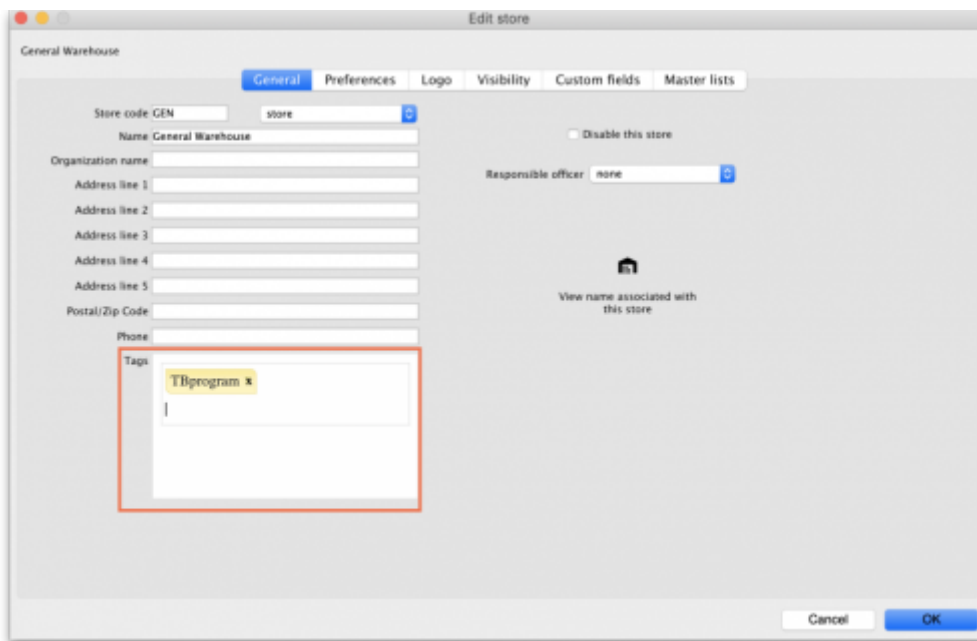 Edit store
General Warehouse
General Preferences Logo Visibility Custom fields Master lists
Store code GEN store
Disable this store
Name General Warehouse
Organization name
Responsible officer none
Address line 1
Address line 2
Address line 3
Address line 4
Address line 5
View name associated with
this store
Postal/Zip Code
Phone
Tags
TBprogram x
Cancel OK